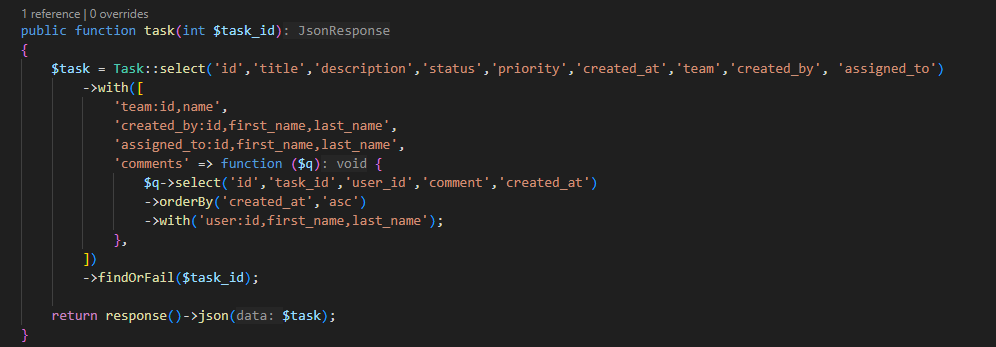 1 reference | 0 overrides
public function task(int $task_id): JsonResponse
{
    $task = Task::select('id','title','description','status','priority','created_at','team','created_by', 'assigned_to')
        ->with([
            'team:id,name',
            'created_by:id,first_name,last_name',
            'assigned_to:id,first_name,last_name',
            'comments' => function ($q): void {
                $q->select('id','task_id','user_id','comment','created_at')
                ->orderBy('created_at','asc')
                ->with('user:id,first_name,last_name');
            },
        ])
        ->findOrFail($task_id);
    return response()->json(data: $task);
}